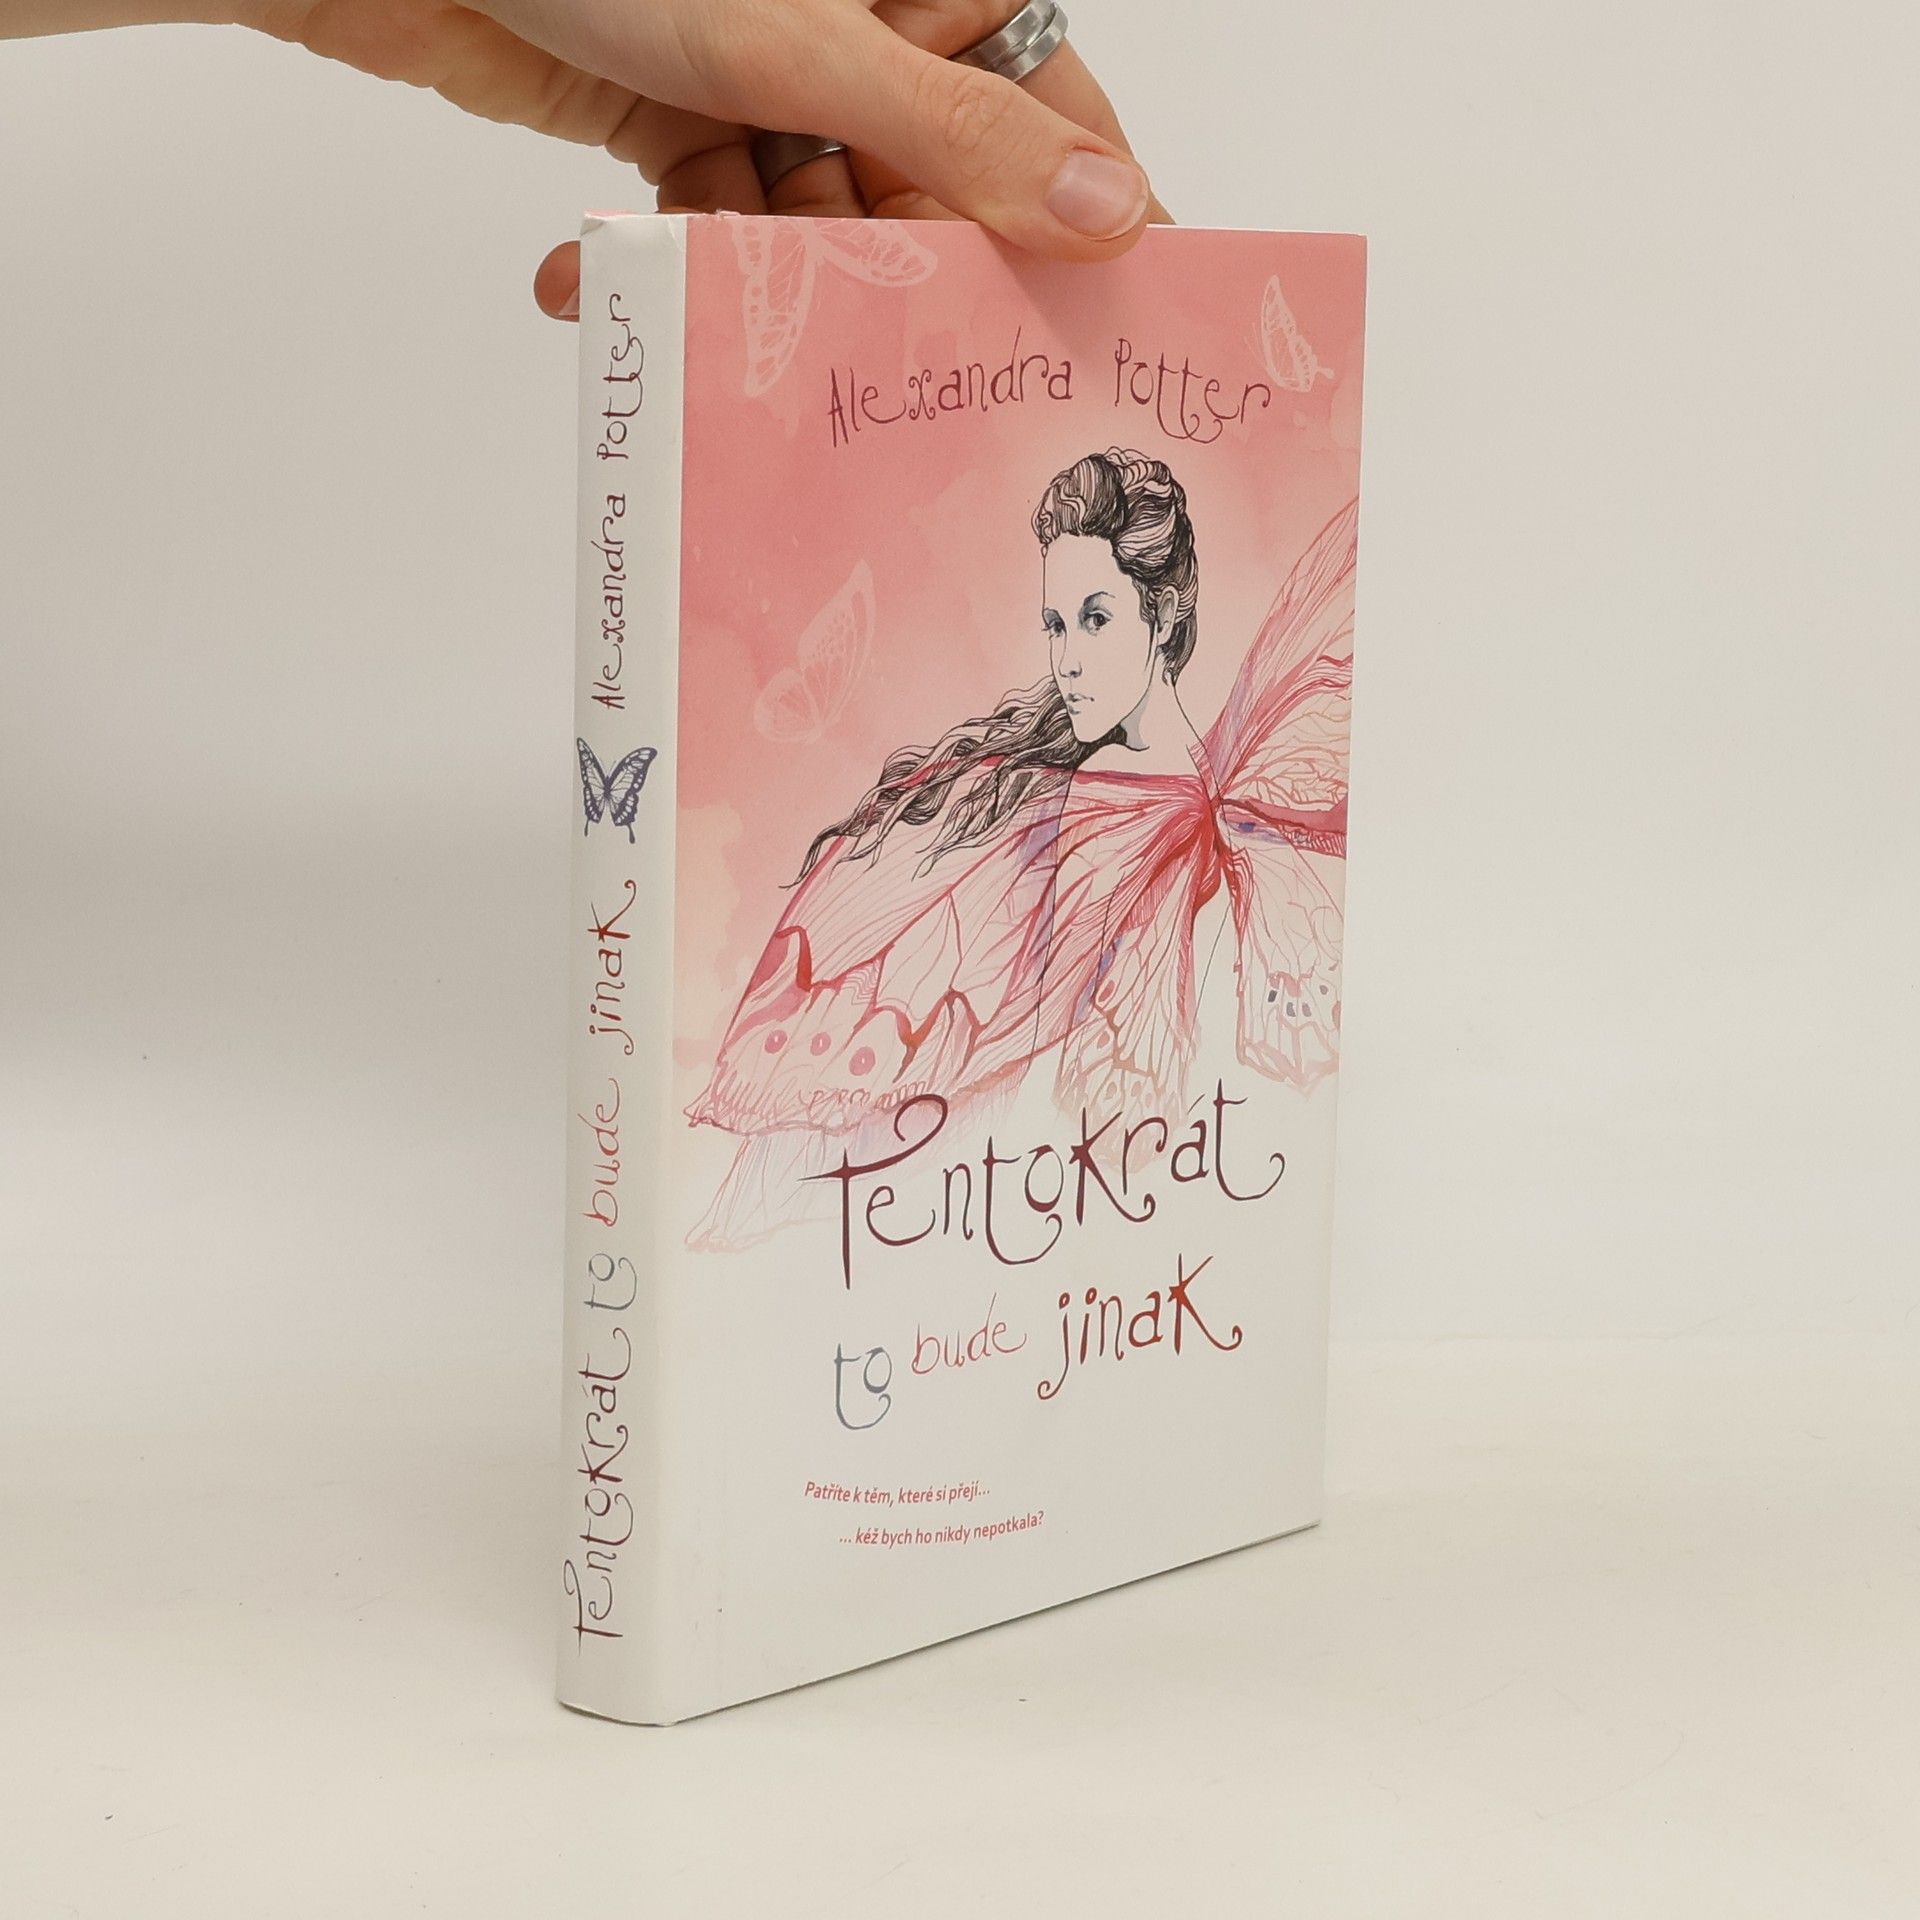 Alexandra Potter
Tentokrát
to bude jinak
Patříte k těm, které si přejí...
... kéž bych ho nikdy nepotkala?
Tentokrát to bude jinak Alexandra Potter